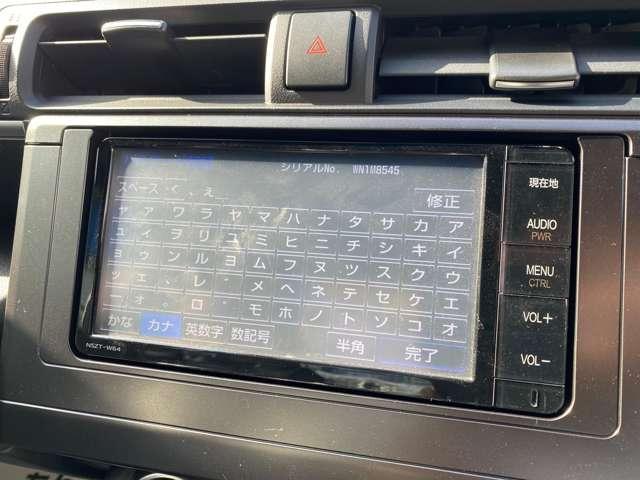 シリアルNo. WN1M8545
スペース く 、 え
修正
ャ ァ ワ ラ ヤ マ ハ ナ タ サ カ ア
ュ ィ ヲ リ ユ ミ ヒ ニ チ シ キ イ
ョ ゥ ン ル ヨ ム フ ヌ ツ ス ク ウ
ッ ェ 、 レ ゛ メ ヘ ネ テ セ ケ エ
ー ォ 。 ロ ゜ モ ホ ノ ト ソ コ オ
かな カナ 英数字 数記号
半角 完了
NSZT-W64
現在地
AUDIO
PWR
MENU
CTRL
VOL+
VOL-